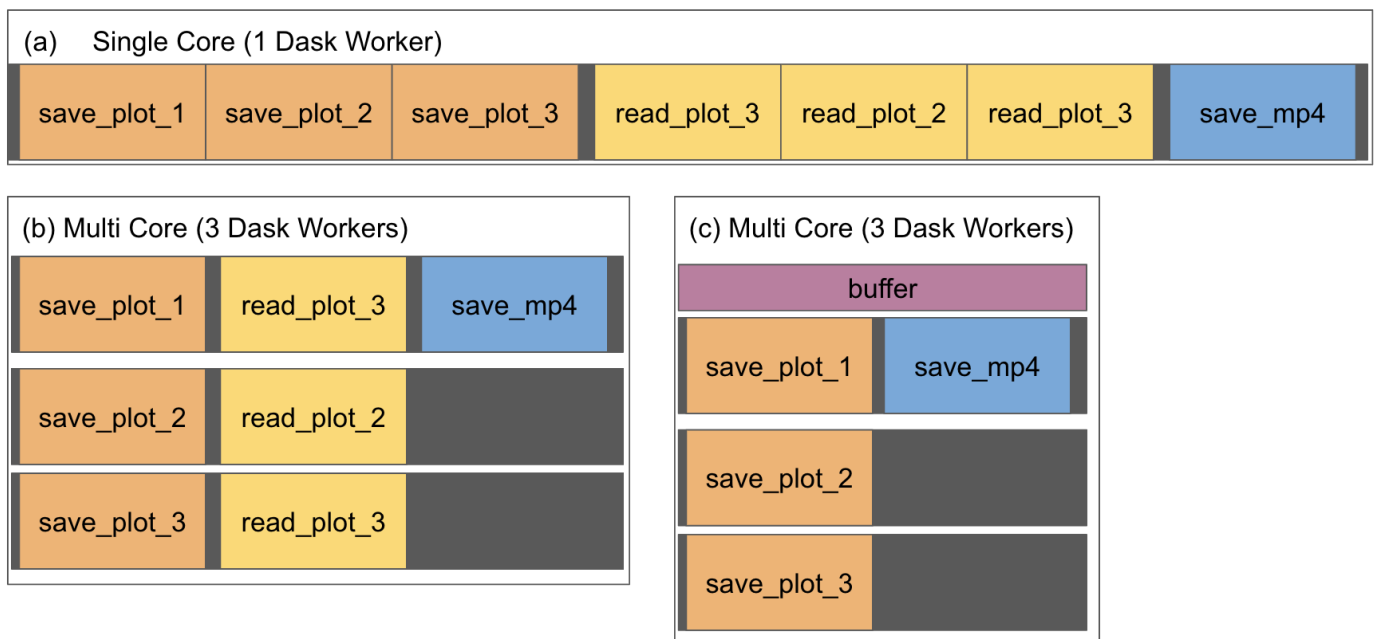 (a) Single Core (1 Dask Worker)
save_plot_1 save_plot_2 save_plot_3 read_plot_3 read_plot_2 read_plot_3 save_mp4
(b) Multi Core (3 Dask Workers)
save_plot_1 read_plot_3 save_mp4
save_plot_2 read_plot_2
save_plot_3 read_plot_3
(c) Multi Core (3 Dask Workers)
buffer
save_plot_1 save_mp4
save_plot_2
save_plot_3